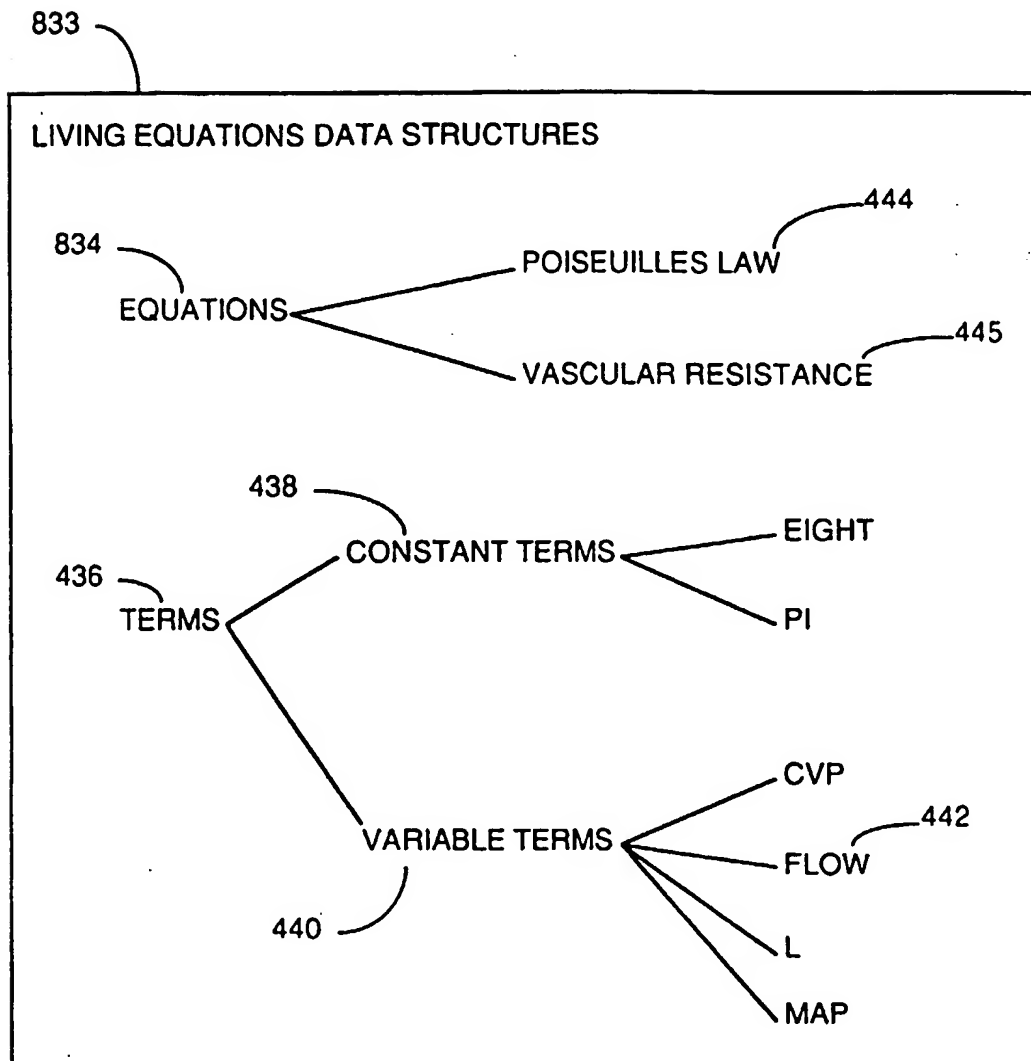 833
LIVING EQUATIONS DATA STRUCTURES
444
834
POISEUILLES LAW
EQUATIONS
445
VASCULAR RESISTANCE
438
EIGHT
CONSTANT TERMS
436
TERMS
PI
CVP
442
VARIABLE TERMS
FLOW
440
L
MAP